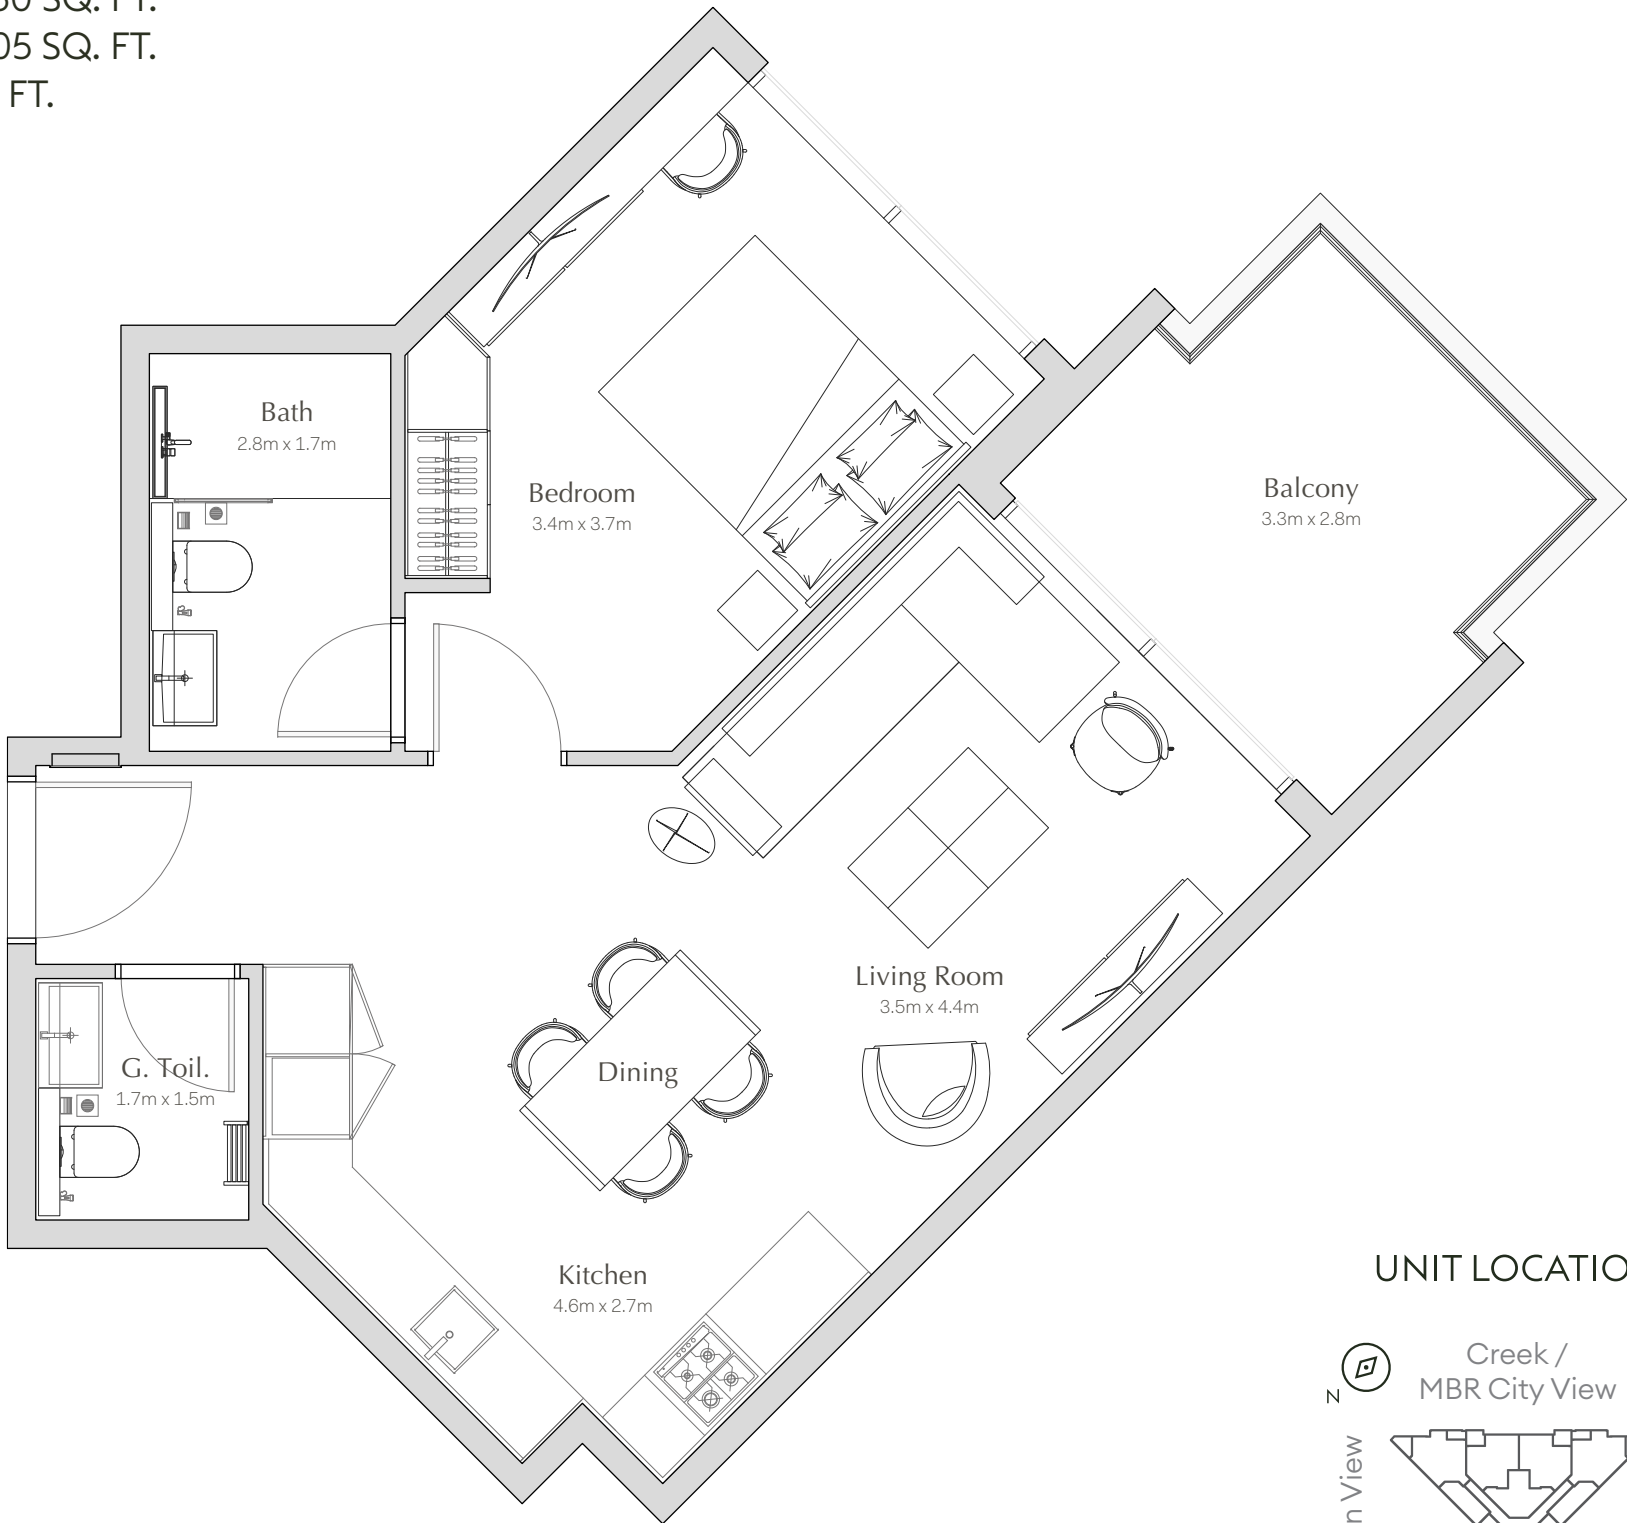 SQ. FT.
05 SQ. FT.
FT.
Bath
2.8m x 1.7m
Bedroom
3.4m x 3.7m
Balcony
3.3m x 2.8m
Living Room
3.5m x 4.4m
G. Toil.
1.7m x 1.5m
Dining
Kitchen
4.6m x 2.7m
UNIT LOCATIO
N
Creek /
MBR City View
n View